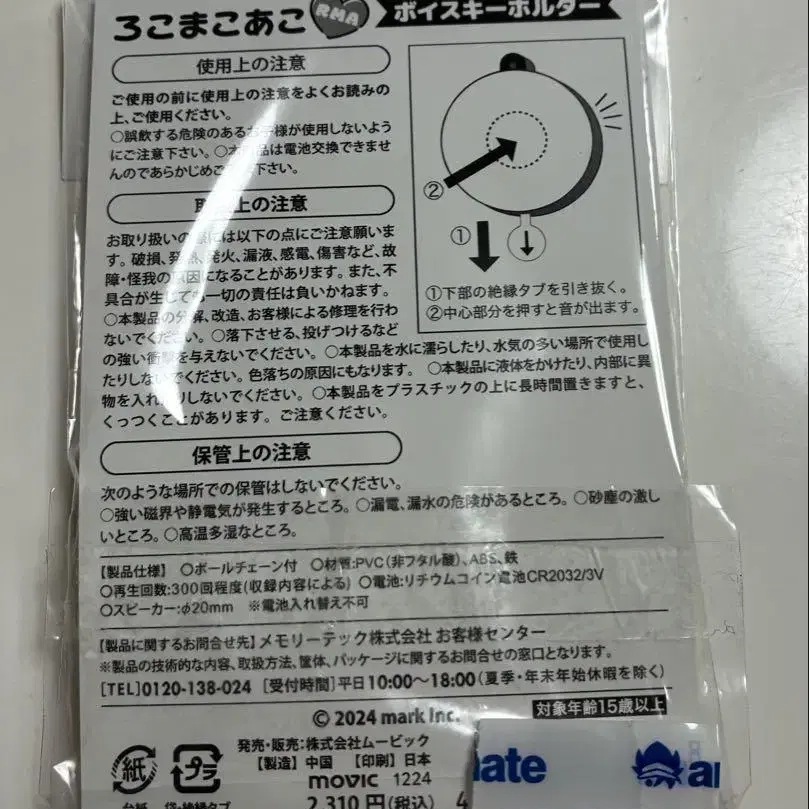 ろこまこあこ RMA ボイスキーホルダー
使用上の注意
ご使用の前に使用上の注意をよくお読みの
上、ご使用ください。
○誤飲する危険のあるお子様が使用しないよう
にご注意下さい。○本製品は電池交換できませ
んのであらかじめご了承下さい。
取扱上の注意
お取り扱いの際には以下の点にご注意願いま
す。破損、発熱、発火、漏液、感電、傷害など、故
障・怪我の原因になることがあります。また、不
具合が生じても一切の責任は負いかねます。
○本製品の分解、改造、お客様による修理を行わ
ないでください。○落下させる、投げつけるなど
の強い衝撃を与えないでください。○本製品を水に濡らしたり、水気の多い場所で使用し
たりしないでください。色落ちの原因にもなります。 ○本製品に液体をかけたり、内部に異
物を入れたりしないでください。○本製品をプラスチックの上に長時間置きますと、
くっつくことがあります。ご注意ください。
②
①
①下部の絶縁タブを引き抜く。
②中心部分を押すと音が出ます。
保管上の注意
次のような場所での保管はしないでください。
○強い磁界や静電気が発生するところ。○漏電、漏水の危険があるところ。○砂塵の激し
いところ。○高温多湿なところ。
【製品仕様】 ○ボールチェーン付 ○材質:PVC(非フタル酸)、ABS、鉄
○再生回数:300回程度(収録内容による) ○電池:リチウムコイン電池CR2032/3V
○スピーカー:φ20mm ※電池入れ替え不可
【製品に関するお問合せ先】メモリーテック株式会社 お客様センター
※製品の技術的な内容、取扱方法、筐体、パッケージに関するお問合せの窓口となります。
[TEL]0120-138-024 [受付時間]平日10:00〜18:00(夏季・年末年始休暇を除く)
© 2024 mark Inc.
対象年齢15歳以上
紙
プラ
台紙 袋・絶縁タブ
発売・販売:株式会社ムービック
【製造】中国 【印刷】日本
movic 1224
2,310円(税込)
ate